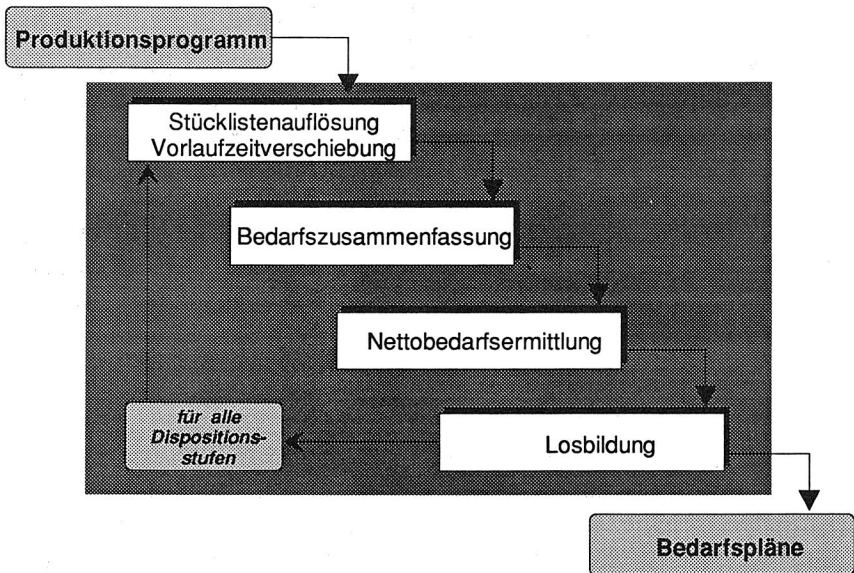 Produktionsprogramm
Stücklistenauflösung
Vorlaufzeitverschiebung
Bedarfszusammenfassung
Nettobedarfsermittlung
für alle
Dispositions-
stufen
Losbildung
Bedarfspläne